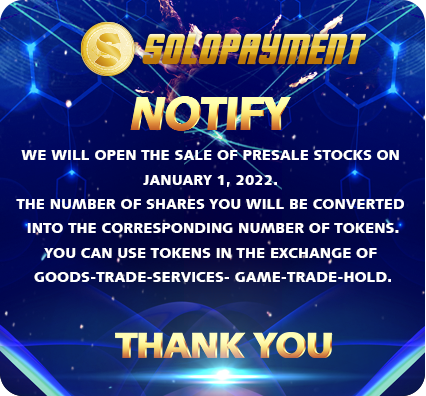 SOLOPAYMENT
NOTIFY
WE WILL OPEN THE SALE OF PRESALE STOCKS ON
JANUARY 1, 2022.
THE NUMBER OF SHARES YOU WILL BE CONVERTED
INTO THE CORRESPONDING NUMBER OF TOKENS.
YOU CAN USE TOKENS IN THE EXCHANGE OF
GOODS-TRADE-SERVICES- GAME-TRADE-HOLD.
THANK YOU